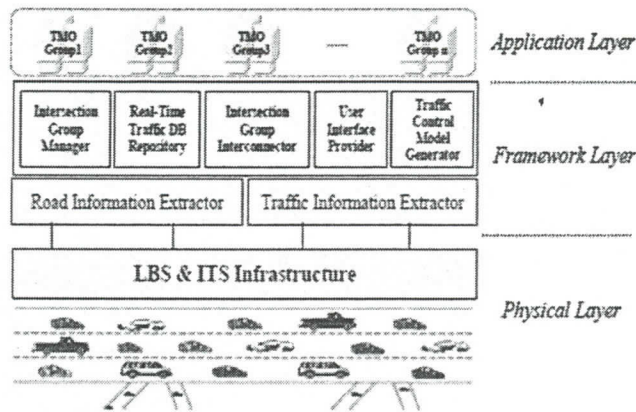 TMO Group1
TMO Group2
TMO Group3
TMO Group n
Application Layer
Intersection Group Manager
Real-Time Traffic DB Repository
Intersection Group Interconnector
User Interface Provider
Traffic Control Model Generator
Framework Layer
Road Information Extractor
Traffic Information Extractor
LBS & ITS Infrastructure
Physical Layer